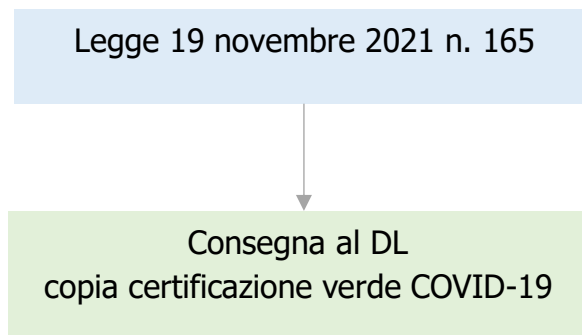 Legge 19 novembre 2021 n. 165
Consegna al DL
copia certificazione verde COVID-19